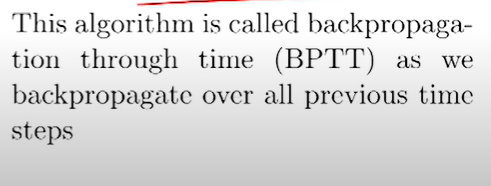 This algorithm is called backpropaga-
tion through time (BPTT) as we
backpropagate over all previous time
steps